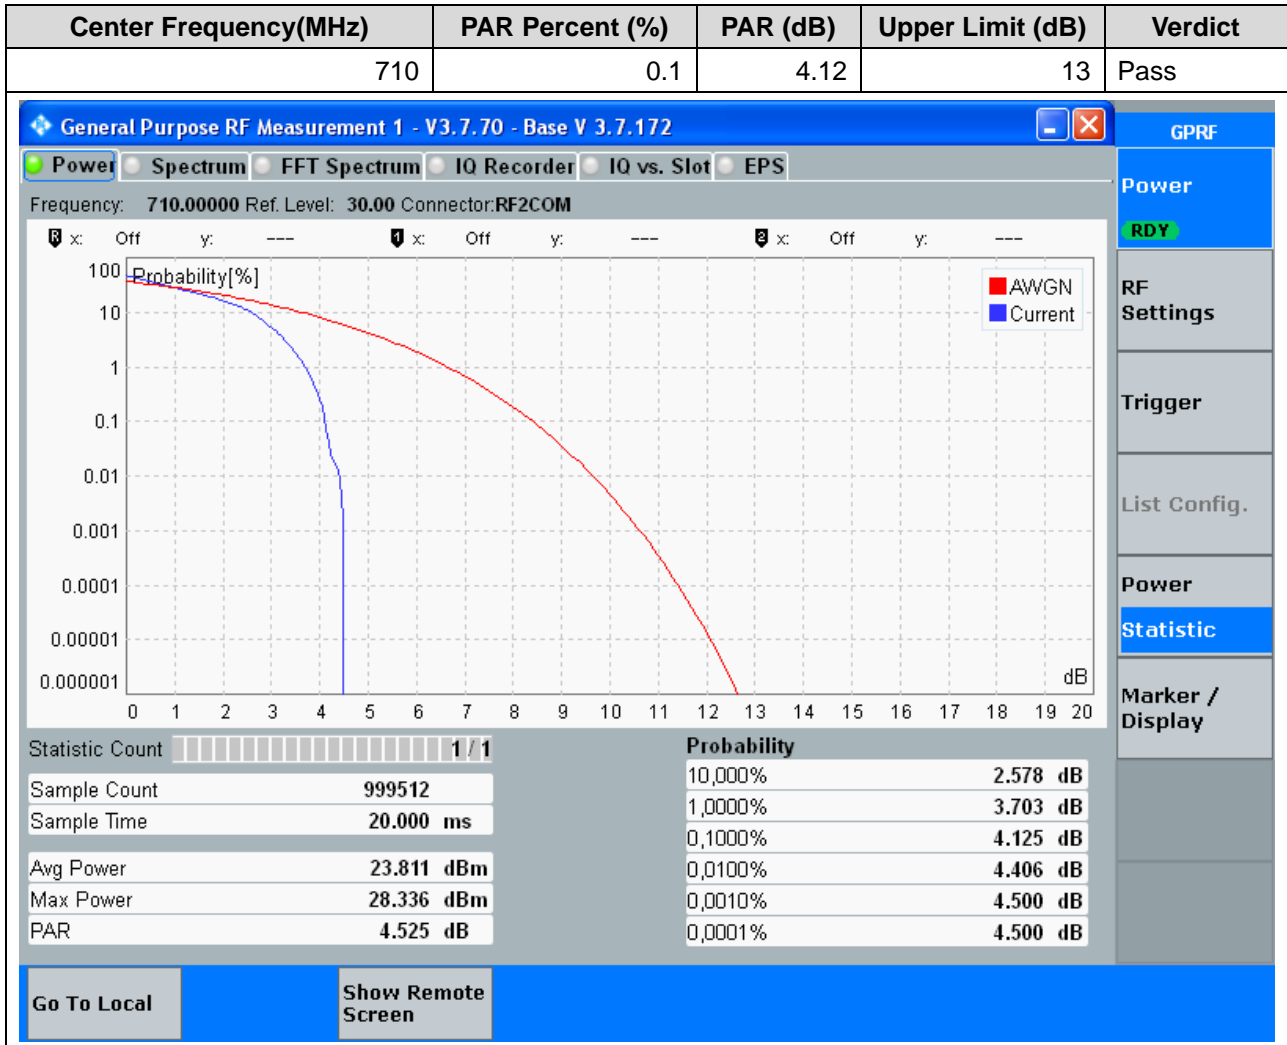 Center Frequency(MHz) PAR Percent (%) PAR (dB) Upper Limit (dB) Verdict
710 0.1 4.12 13 Pass
General Purpose RF Measurement 1 - V3.7.70 - Base V 3.7.172
GPRF
Power Spectrum FFT Spectrum IQ Recorder IQ vs. Slot EPS
Power
RDY
Frequency: 710.00000 Ref. Level: 30.00 Connector:RF2COM
R x: Off y: --- 1 x: Off y: --- 2 x: Off y: ---
Probability[%]
AWGN
Current
100
10
1
0.1
0.01
0.001
0.0001
0.00001
0.000001
dB
0 1 2 3 4 5 6 7 8 9 10 11 12 13 14 15 16 17 18 19 20
RF
Settings
Trigger
List Config.
Power
Statistic
Marker /
Display
Statistic Count 1 / 1
Sample Count 999512
Sample Time 20.000 ms
Avg Power 23.811 dBm
Max Power 28.336 dBm
PAR 4.525 dB
Probability
10,000% 2.578 dB
1,0000% 3.703 dB
0,1000% 4.125 dB
0,0100% 4.406 dB
0,0010% 4.500 dB
0,0001% 4.500 dB
Go To Local
Show Remote
Screen